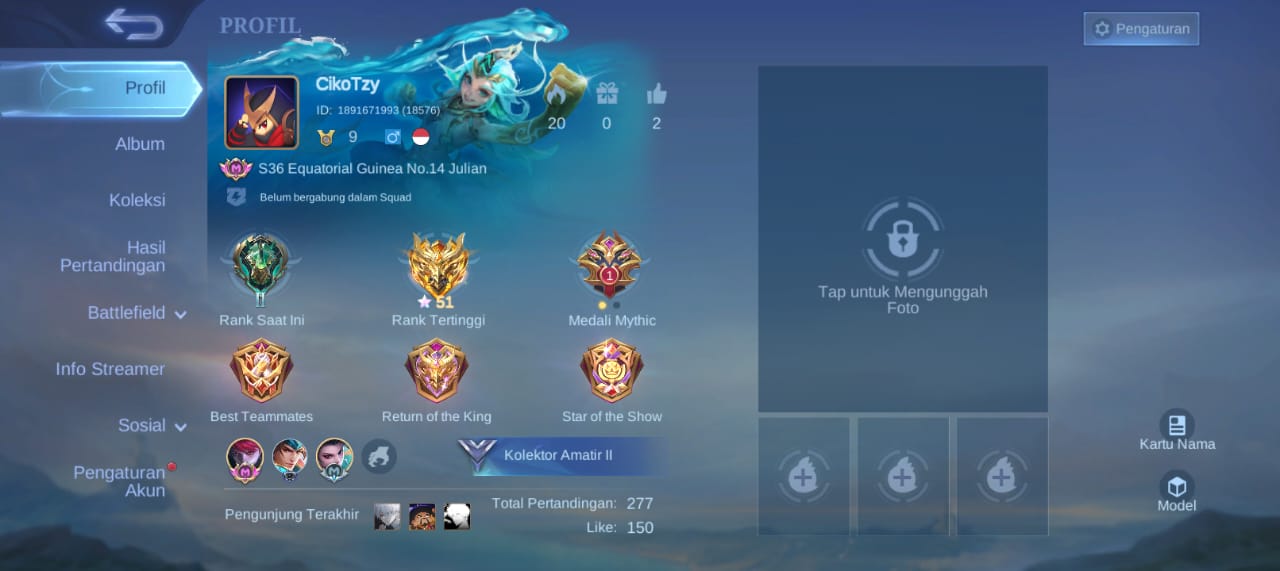 PROFIL
Pengaturan
Profil
Album
Koleksi
Hasil
Pertandingan
Battlefield
Info Streamer
Sosial
Pengaturan
Akun
CikoTzy
ID: 1891671993 (18576)
9
20
0
2
M
S36 Equatorial Guinea No.14 Julian
Belum bergabung dalam Squad
II
51
1
Rank Saat Ini
Rank Tertinggi
Medali Mythic
Best Teammates
Return of the King
Star of the Show
M
M
Kolektor Amatir II
Pengunjung Terakhir
Total Pertandingan: 277
Like: 150
Tap untuk Mengunggah
Foto
Kartu Nama
Model